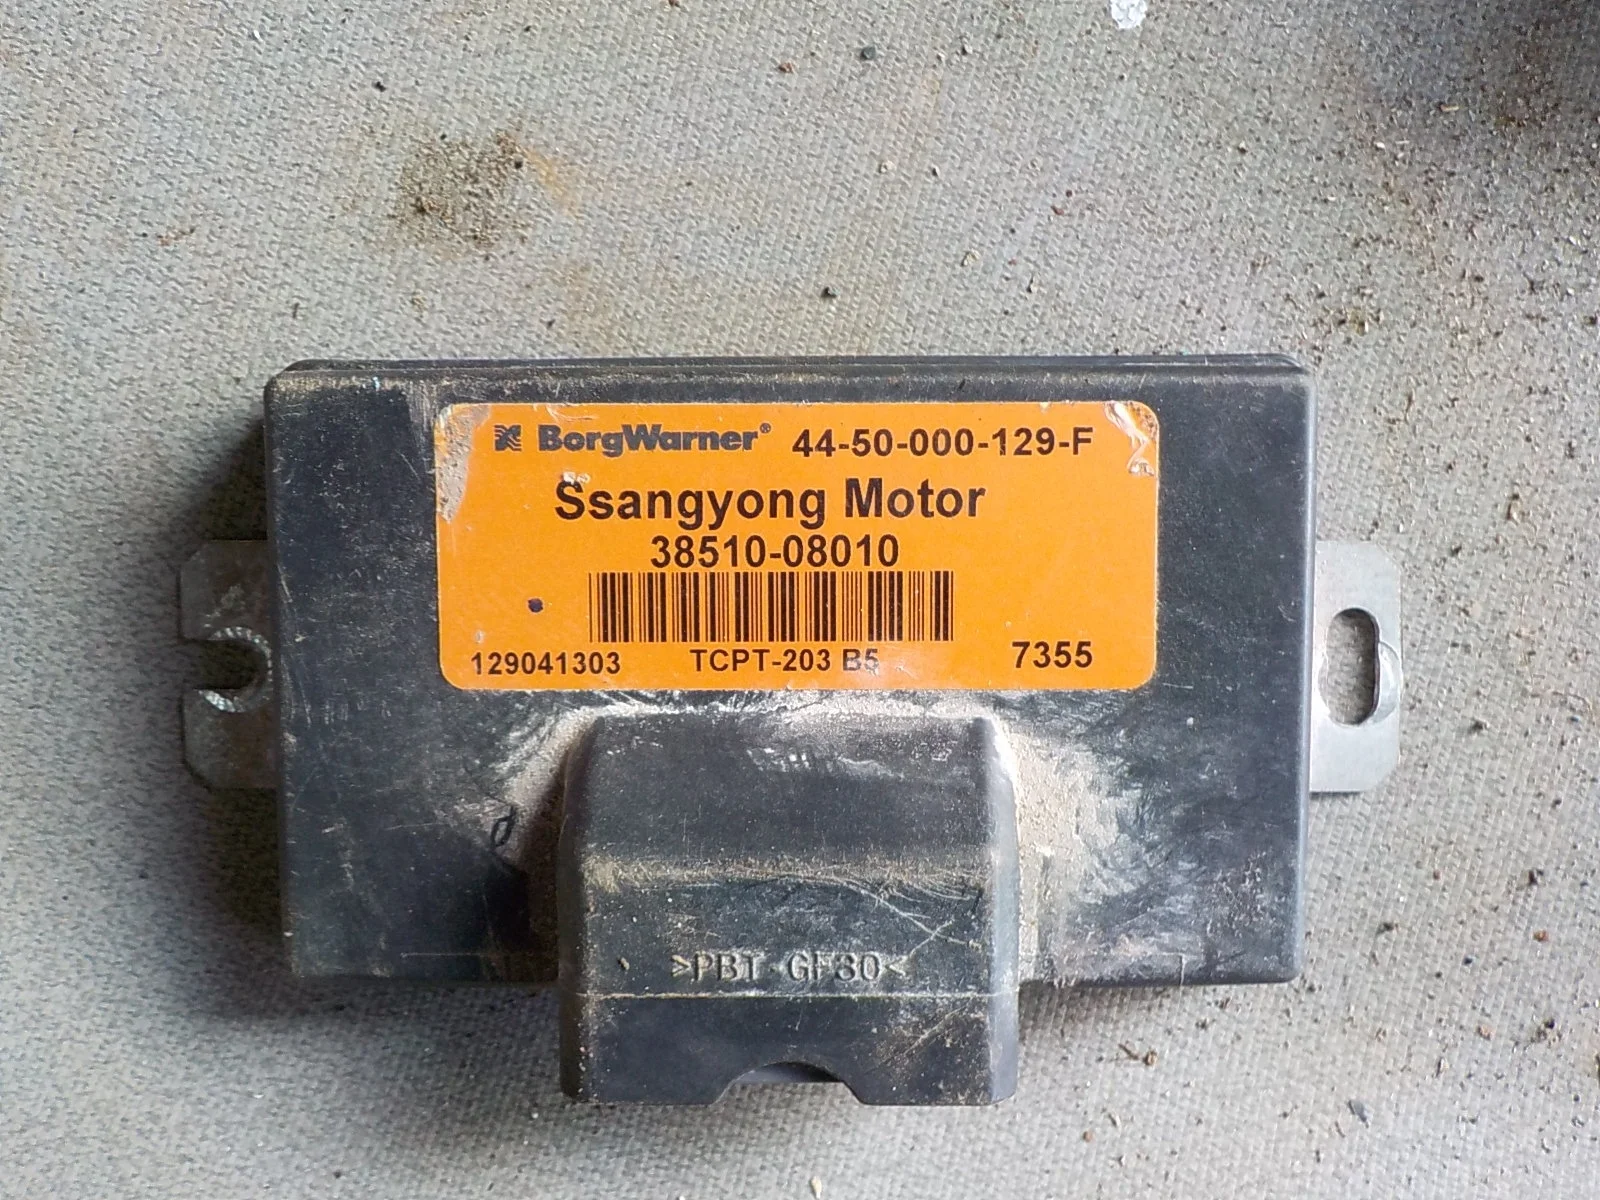 BorgWarner® 44-50-000-129-F
Ssangyong Motor
38510-08010
129041303 TCPT-203 B5 7355
>PBT GF30<